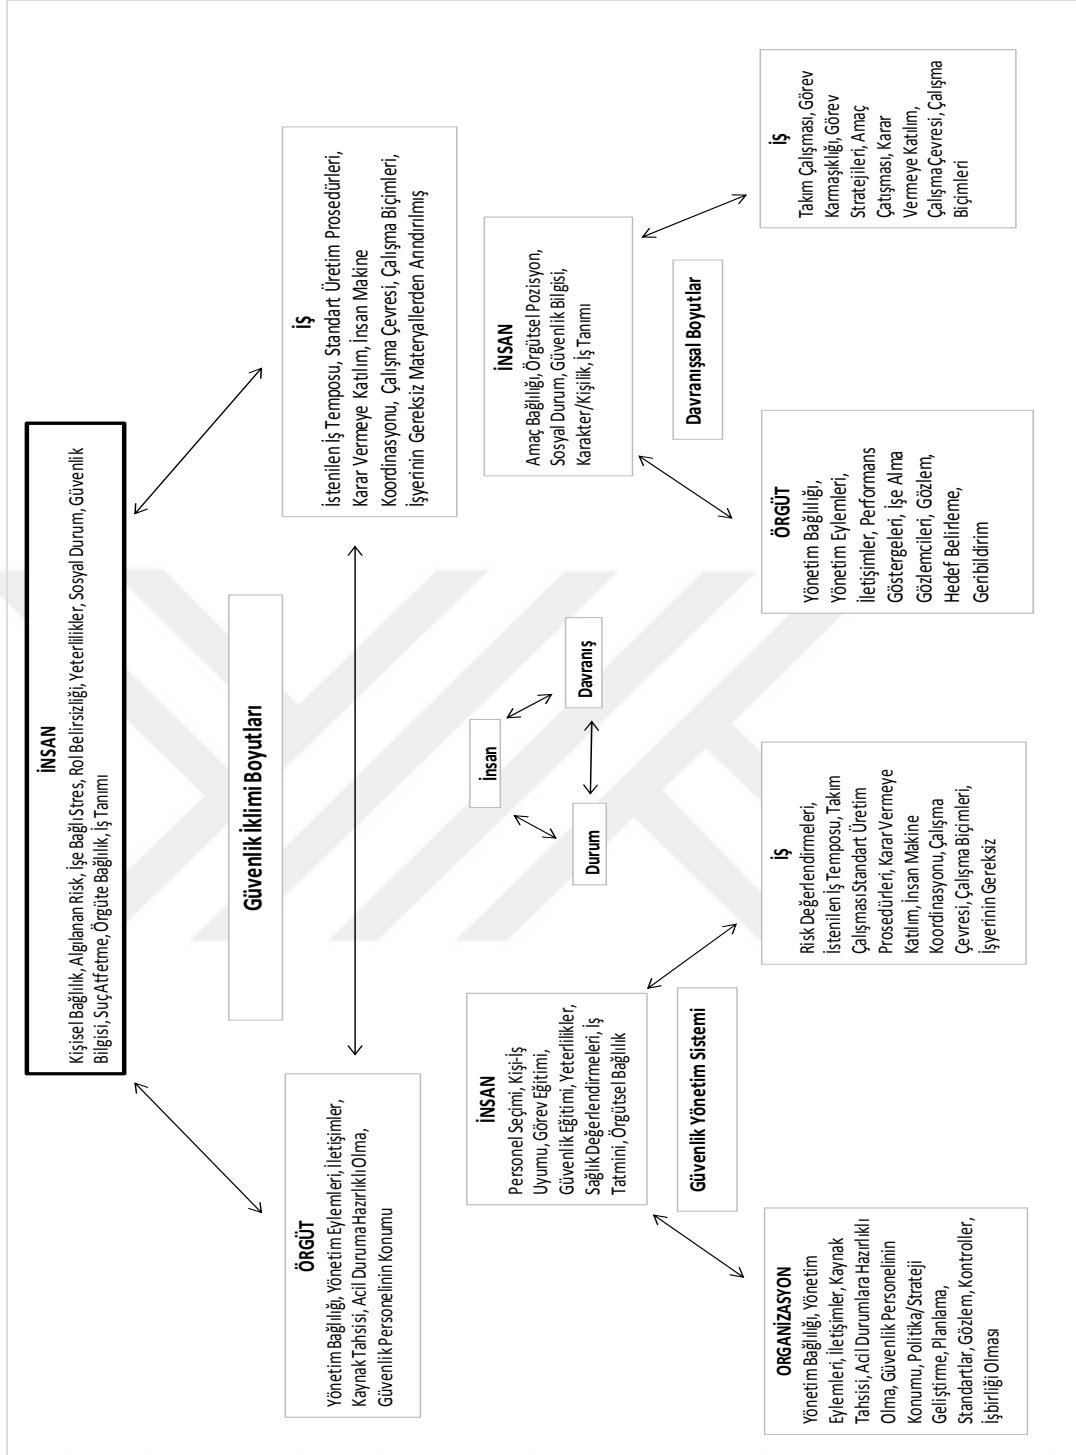 İNSAN
Kişisel Bağlılık, Algılanan Risk, İşe Bağlı Stres, Rol Belirsizliği, Yeterlilikler, Sosyal Durum, Güvenlik
Bilgisi, Suç Atfetme, Örgüte Bağlılık, İş Tanımı
Güvenlik İklimi Boyutları
ÖRGÜT
Yönetim Bağlılığı, Yönetim Eylemleri, İletişimler,
Kaynak Tahsisi, Acil Duruma Hazırlıklı Olma,
Güvenlik Personelinin Konumu
İŞ
İstenilen İş Temposu, Standart Üretim Prosedürleri,
Karar Vermeye Katılım, İnsan Makine
Koordinasyonu, Çalışma Çevresi, Çalışma Biçimleri,
İşyerinin Gereksiz Materyallerden Arındırılmış
İnsan
Durum
Davranış
İNSAN
Personel Seçimi, Kişi-İş
Uyumu, Görev Eğitimi,
Güvenlik Eğitimi, Yeterlilikler,
Sağlık Değerlendirmeleri, İş
Tatmini, Örgütsel Bağlılık
Güvenlik Yönetim Sistemi
ORGANİZASYON
Yönetim Bağlılığı, Yönetim
Eylemleri, İletişimler, Kaynak
Tahsisi, Acil Durumlara Hazırlıklı
Olma, Güvenlik Personelinin
Konumu, Politika/Strateji
Geliştirme, Planlama,
Standartlar, Gözlem, Kontroller,
İşbirliği Olması
İŞ
Risk Değerlendirmeleri,
İstenilen İş Temposu, Takım
Çalışması Standart Üretim
Prosedürleri, Karar Vermeye
Katılım, İnsan Makine
Koordinasyonu, Çalışma
Çevresi, Çalışma Biçimleri,
İşyerinin Gereksiz
İNSAN
Amaç Bağlılığı, Örgütsel Pozisyon,
Sosyal Durum, Güvenlik Bilgisi,
Karakter/Kişilik, İş Tanımı
Davranışsal Boyutlar
ÖRGÜT
Yönetim Bağlılığı,
Yönetim Eylemleri,
İletişimler, Performans
Göstergeleri, İşe Alma
Gözlemcileri, Gözlem,
Hedef Belirleme,
Geribildirim
İŞ
Takım Çalışması, Görev
Karmaşıklığı, Görev
Stratejileri, Amaç
Çatışması, Karar
Vermeye Katılım,
Çalışma Çevresi, Çalışma
Biçimleri